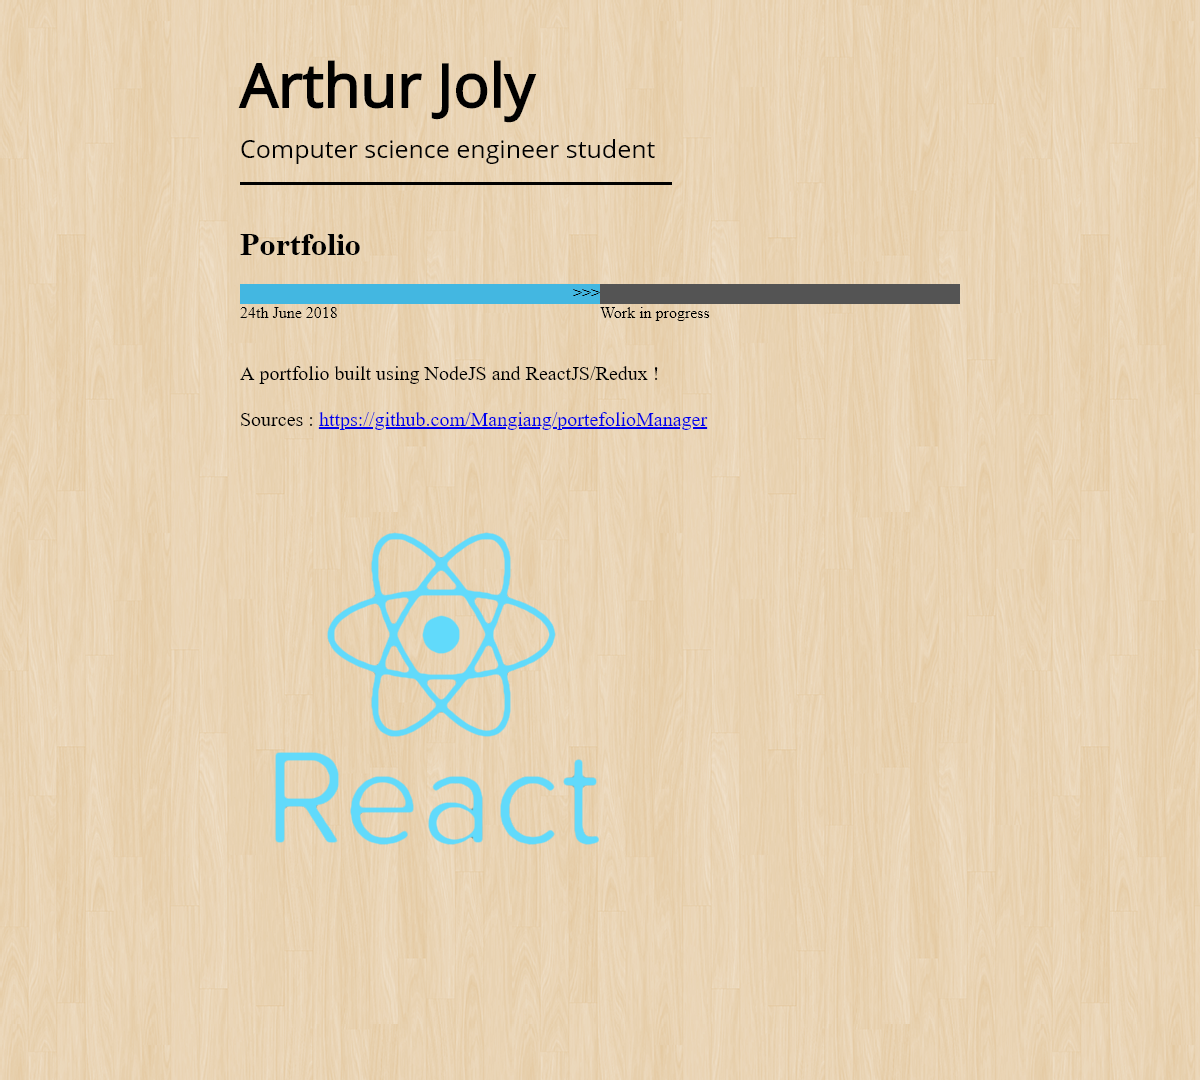 Arthur Joly
Computer science engineer student
Portfolio
>>>
24th June 2018
Work in progress
A portfolio built using NodeJS and ReactJS/Redux !
Sources : https://github.com/Mangiang/portefolioManager
React